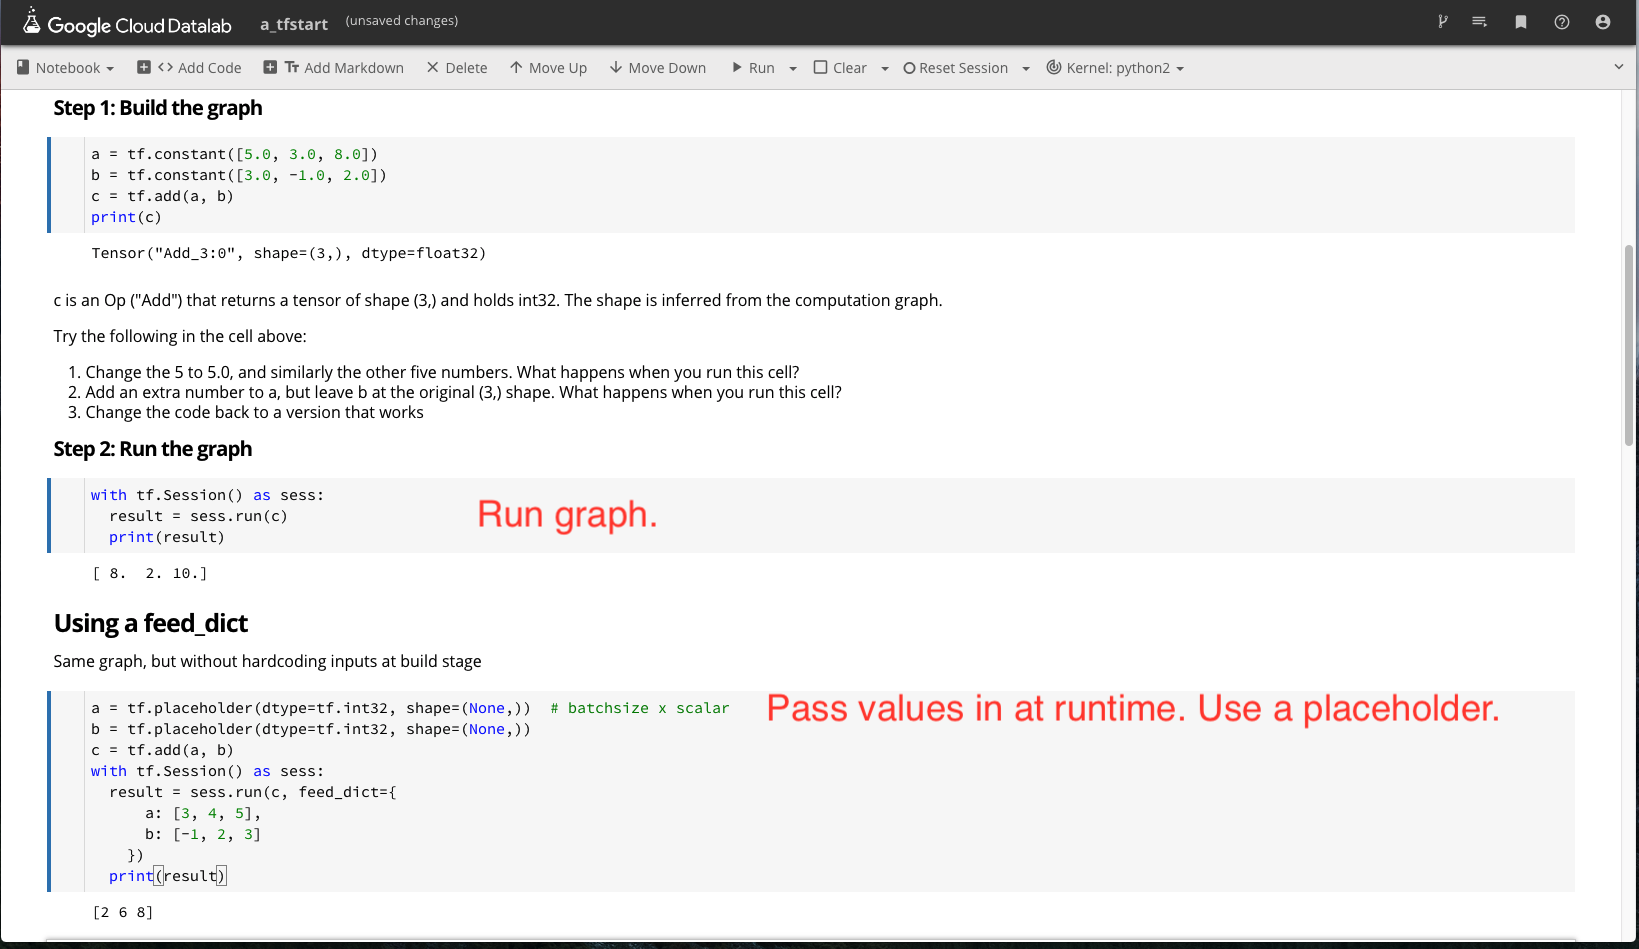 Google Cloud Datalab a_tfstart (unsaved changes)
Notebook Add Code Add Markdown Delete Move Up Move Down Run Clear Reset Session Kernel: python2
Step 1: Build the graph
a = tf.constant([5.0, 3.0, 8.0])
b = tf.constant([3.0, -1.0, 2.0])
c = tf.add(a, b)
print(c)
Tensor("Add_3:0", shape=(3,), dtype=float32)
c is an Op ("Add") that returns a tensor of shape (3,) and holds int32. The shape is inferred from the computation graph.
Try the following in the cell above:
1. Change the 5 to 5.0, and similarly the other five numbers. What happens when you run this cell?
2. Add an extra number to a, but leave b at the original (3,) shape. What happens when you run this cell?
3. Change the code back to a version that works
Step 2: Run the graph
with tf.Session() as sess:
  result = sess.run(c)
  print(result)
Run graph.
[ 8.  2. 10.]
Using a feed_dict
Same graph, but without hardcoding inputs at build stage
a = tf.placeholder(dtype=tf.int32, shape=(None,))  # batchsize x scalar
Pass values in at runtime. Use a placeholder.
b = tf.placeholder(dtype=tf.int32, shape=(None,))
c = tf.add(a, b)
with tf.Session() as sess:
  result = sess.run(c, feed_dict={
      a: [3, 4, 5],
      b: [-1, 2, 3]
    })
  print(result)
[2 6 8]